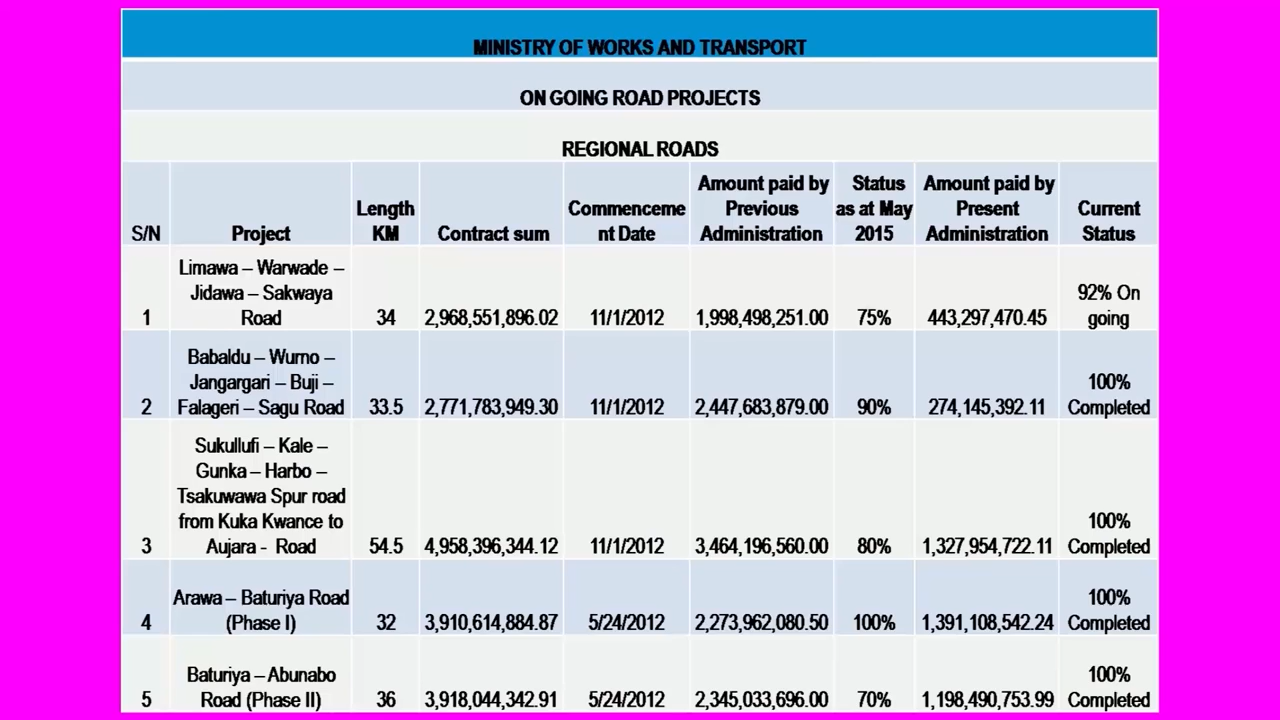 MINISTRY OF WORKS AND TRANSPORT
ON GOING ROAD PROJECTS
REGIONAL ROADS
S/N Project Length KM Contract sum Commenceme nt Date Amount paid by Previous Administration Status as at May 2015 Amount paid by Present Administration Current Status
1 Limawa – Warwade – Jidawa – Sakwaya Road 34 2,968,551,896.02 11/1/2012 1,998,498,251.00 75% 443,297,470.45 92% On going
2 Babaldu – Wurno – Jangargari – Buji – Falageri – Sagu Road 33.5 2,771,783,949.30 11/1/2012 2,447,683,879.00 90% 274,145,392.11 100% Completed
3 Sukullufi – Kale – Gunka – Harbo – Tsakuwawa Spur road from Kuka Kwance to Aujara - Road 54.5 4,958,396,344.12 11/1/2012 3,464,196,560.00 80% 1,327,954,722.11 100% Completed
4 Arawa – Baturiya Road (Phase I) 32 3,910,614,884.87 5/24/2012 2,273,962,080.50 100% 1,391,108,542.24 100% Completed
5 Baturiya – Abunabo Road (Phase II) 36 3,918,044,342.91 5/24/2012 2,345,033,696.00 70% 1,198,490,753.99 100% Completed